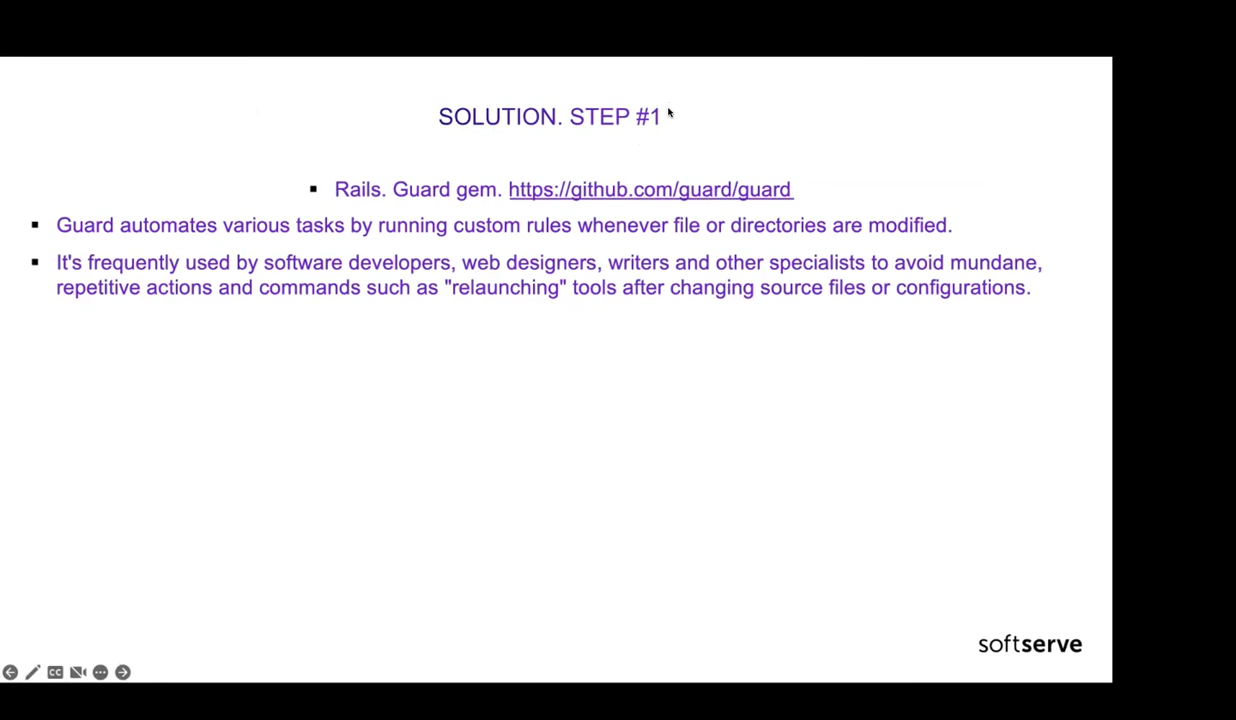 SOLUTION. STEP #1
▪ Rails. Guard gem. https://github.com/guard/guard
▪ Guard automates various tasks by running custom rules whenever file or directories are modified.
▪ It's frequently used by software developers, web designers, writers and other specialists to avoid mundane,
repetitive actions and commands such as "relaunching" tools after changing source files or configurations.
softserve
CC